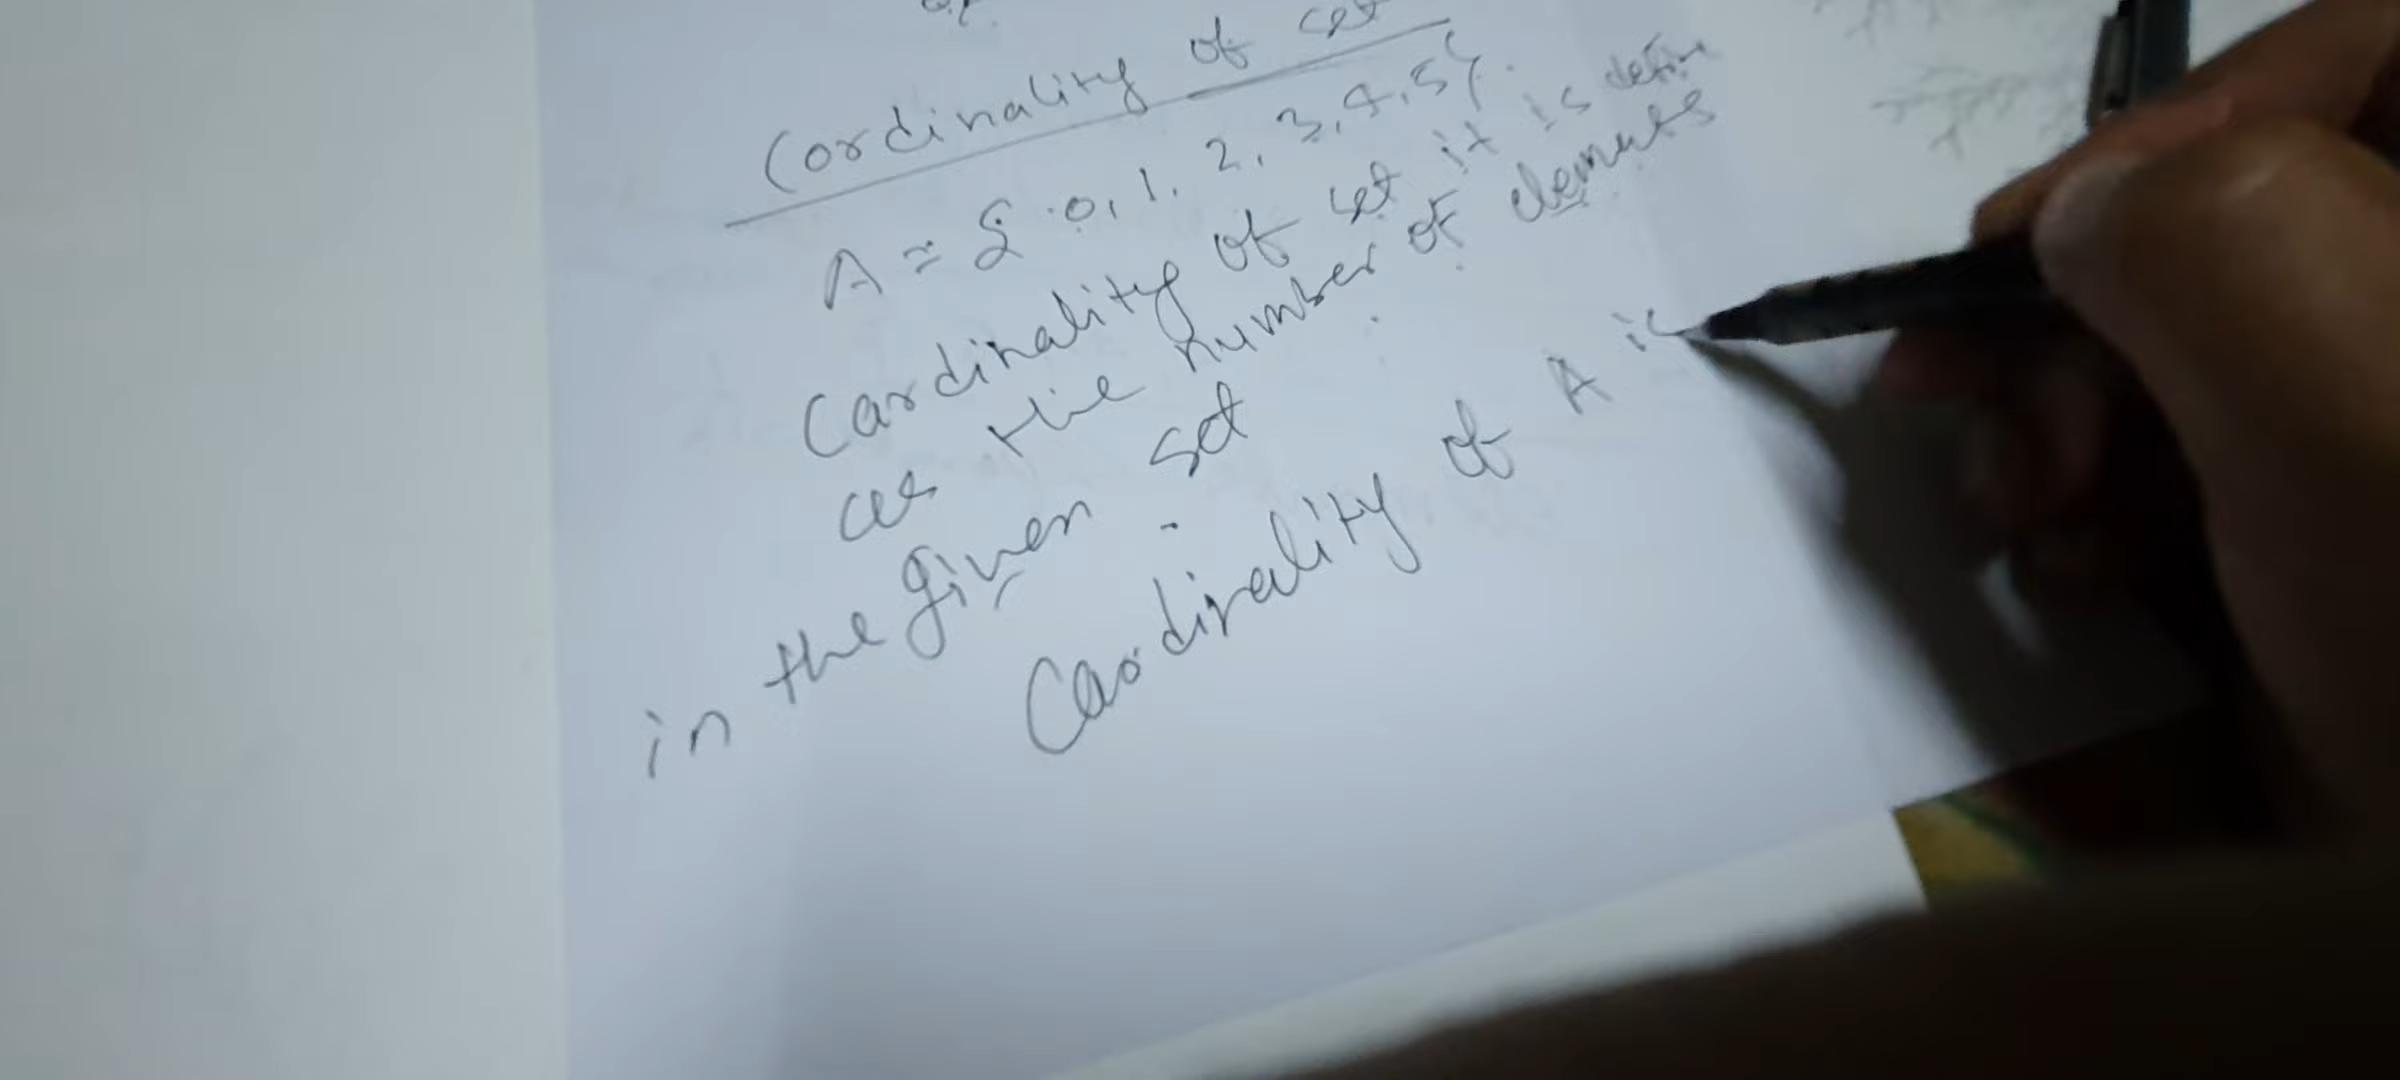 Cordinality of set
A = { 0, 1, 2, 3, 4, 5}.
Cardinality of set it is define
as the number of elements
in the given set
Cardinality of A is